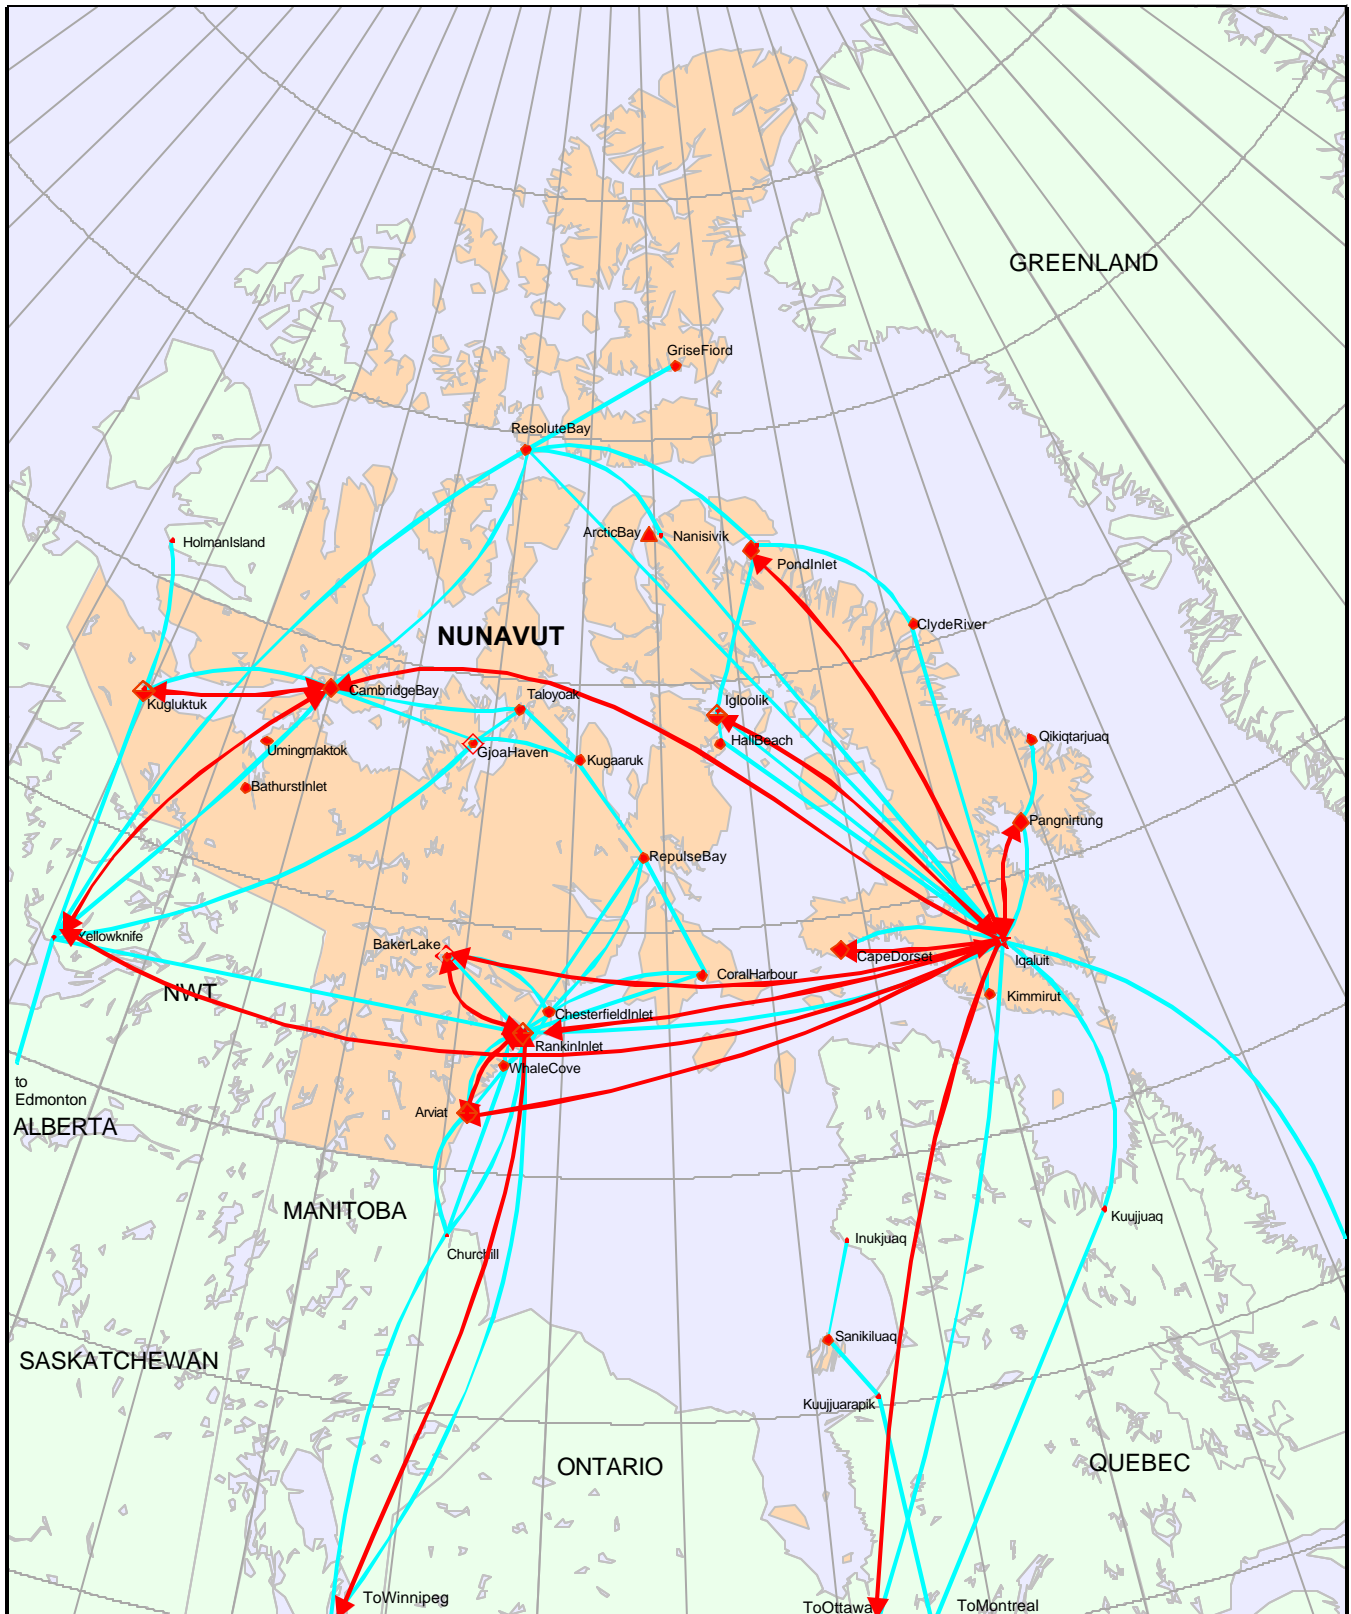 GREENLAND
GriseFiord
ResoluteBay
ArcticBay
Nanisivik
HolmanIsland
PondInlet
ClydeRiver
NUNAVUT
CambridgeBay
Taloyoak
Igloolik
Kugluktuk
HallBeach
Qikiqtarjuaq
Umingmaktok
GjoaHaven
Kugaaruk
BathurstInlet
Pangnirtung
RepulseBay
Yellowknife
BakerLake
CapeDorset
Iqaluit
CoralHarbour
NWT
Kimmirut
ChesterfieldInlet
RankinInlet
WhaleCove
to
Edmonton
Arviat
ALBERTA
MANITOBA
Kuujjuaq
Inukjuaq
Churchill
Sanikiluaq
SASKATCHEWAN
Kuujjuarapik
ONTARIO
QUEBEC
ToWinnipeg
ToOttawa
ToMontreal